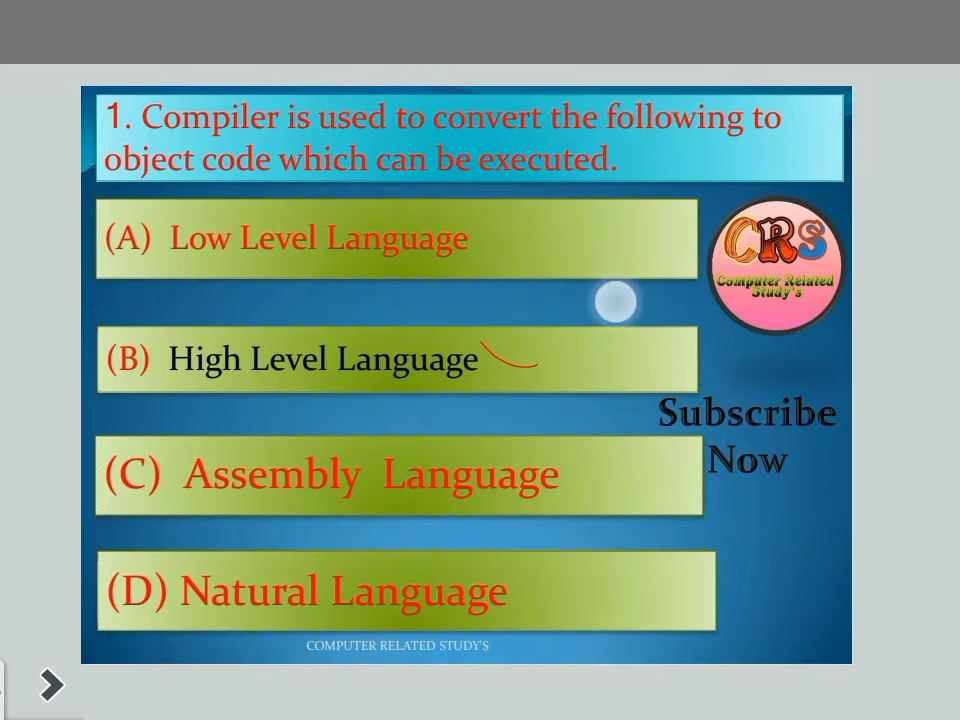 1. Compiler is used to convert the following to
object code which can be executed.
(A) Low Level Language
CRS
Computer Related
Study's
(B) High Level Language
Subscribe
Now
(C) Assembly Language
(D) Natural Language
COMPUTER RELATED STUDY'S